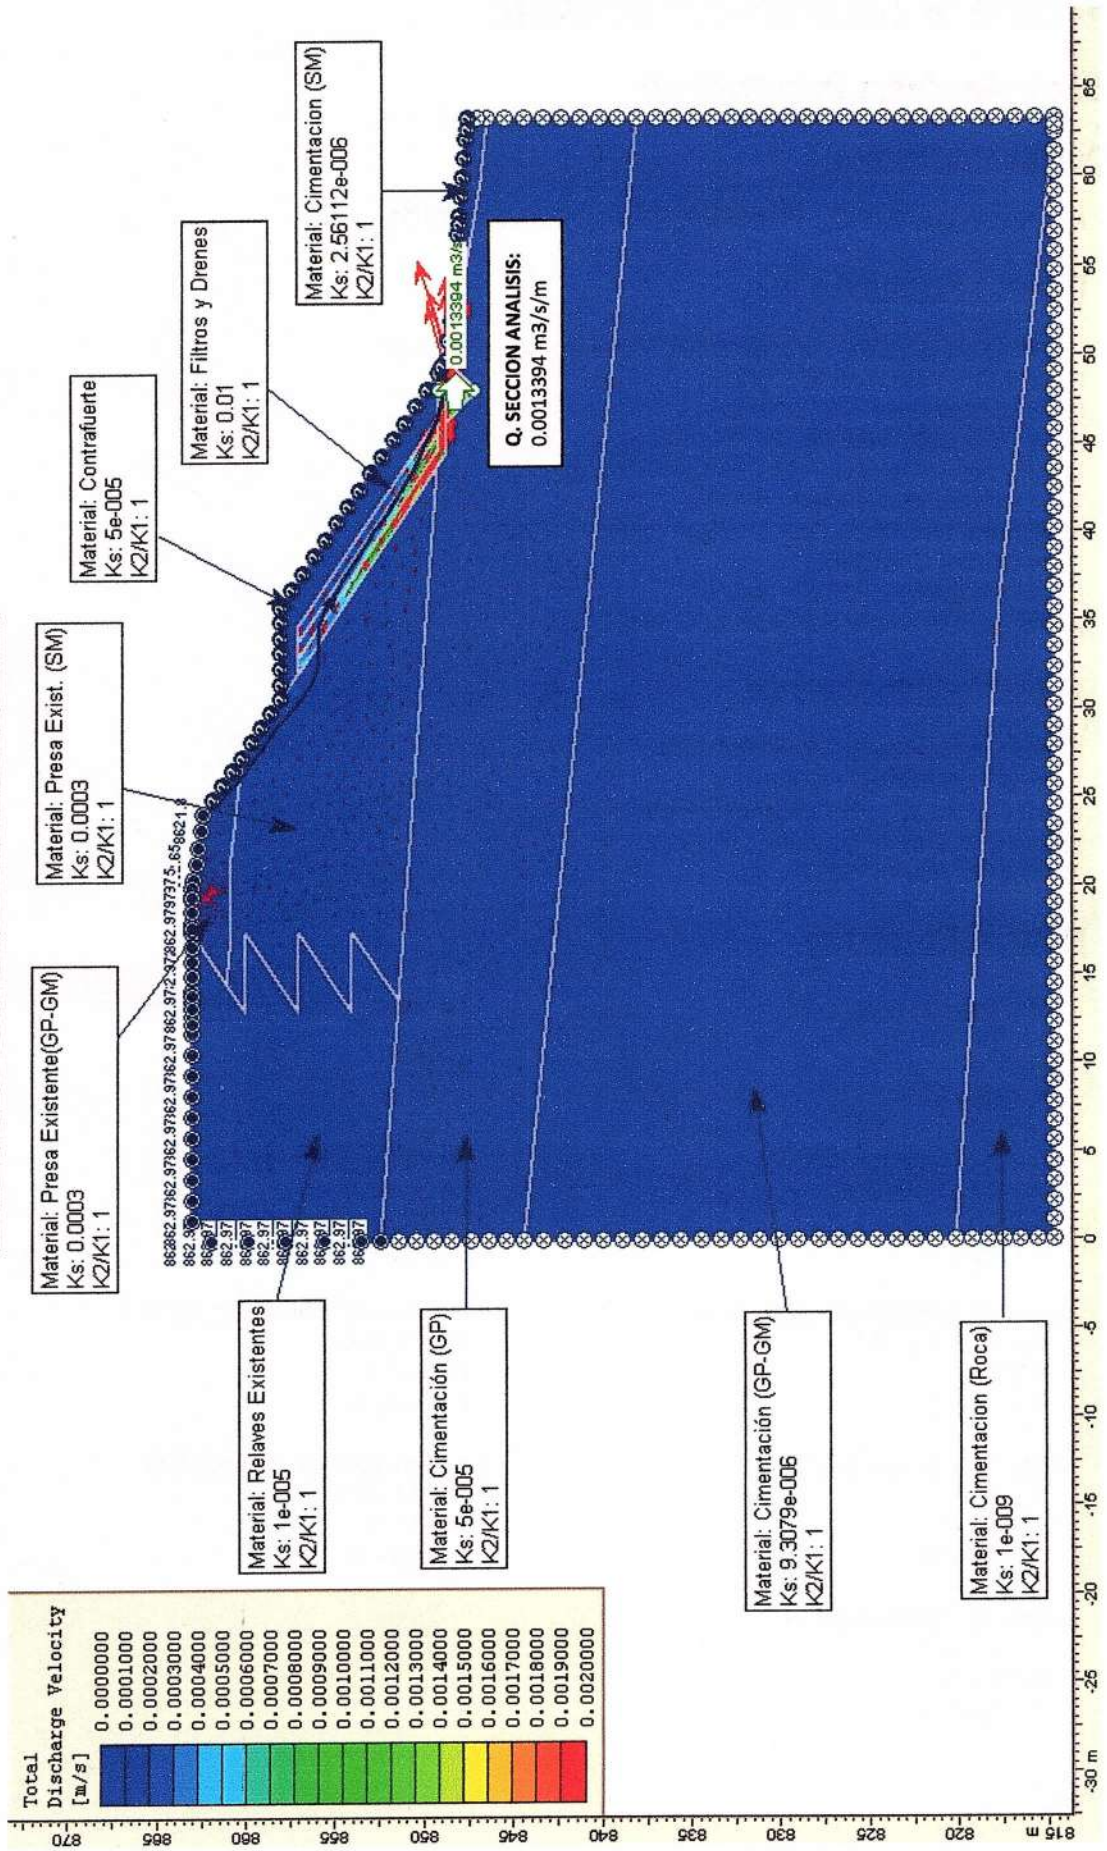 Total
Discharge Velocity
[m/s]
0.0000000
0.0001000
0.0002000
0.0003000
0.0004000
0.0005000
0.0006000
0.0007000
0.0008000
0.0009000
0.0010000
0.0011000
0.0012000
0.0013000
0.0014000
0.0015000
0.0016000
0.0017000
0.0018000
0.0019000
0.0020000
Material: Presa Existente(GP-GM)
Ks: 0.0003
K2/K1: 1
Material: Presa Exist. (SM)
Ks: 0.0003
K2/K1: 1
Material: Contrafuerte
Ks: 5e-005
K2/K1: 1
Material: Filtros y Drenes
Ks: 0.01
K2/K1: 1
Material: Cimentacion (SM)
Ks: 2.56112e-006
K2/K1: 1
Material: Relaves Existentes
Ks: 1e-005
K2/K1: 1
Material: Cimentación (GP)
Ks: 5e-005
K2/K1: 1
Material: Cimentación (GP-GM)
Ks: 9.3079e-006
K2/K1: 1
Material: Cimentacion (Roca)
Ks: 1e-009
K2/K1: 1
0.0013394 m3/s
Q. SECCION ANALISIS:
0.0013394 m3/s/m
862.97
862.97
862.97
862.97
870
865
860
855
850
845
840
835
830
825
820
815 m
-30 m
-25
-20
-15
-10
-5
0
5
10
15
20
25
30
35
40
45
50
55
60
65